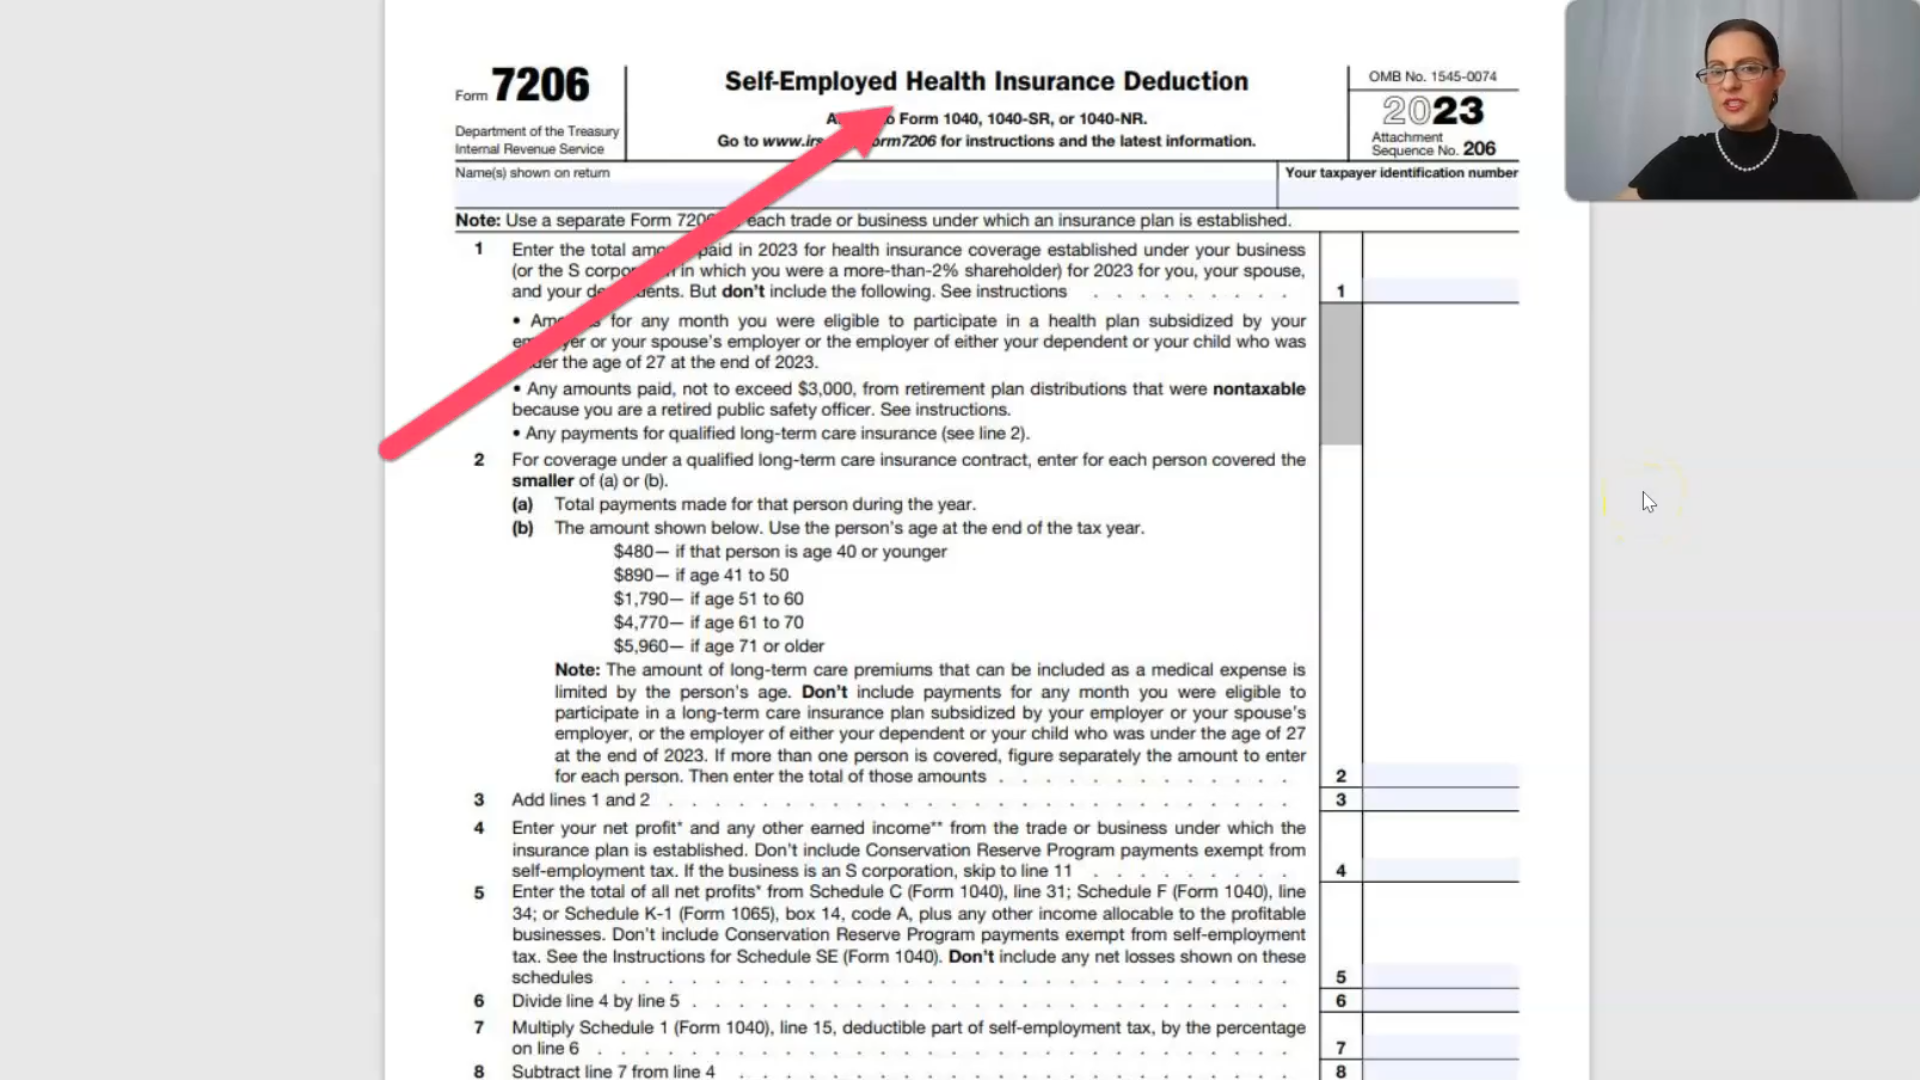 Form 7206
Department of the Treasury
Internal Revenue Service
Self-Employed Health Insurance Deduction
A o Form 1040, 1040-SR, or 1040-NR.
Go to www.irs orm7206 for instructions and the latest information.
OMB No. 1545-0074
2023
Attachment
Sequence No. 206
Name(s) shown on return
Your taxpayer identification number
Note: Use a separate Form 7206 each trade or business under which an insurance plan is established.
1 Enter the total am paid in 2023 for health insurance coverage established under your business
(or the S corpo in which you were a more-than-2% shareholder) for 2023 for you, your spouse,
and your de ents. But don't include the following. See instructions . . . . . . . . . 1
• Am s for any month you were eligible to participate in a health plan subsidized by your
em yer or your spouse's employer or the employer of either your dependent or your child who was
der the age of 27 at the end of 2023.
• Any amounts paid, not to exceed $3,000, from retirement plan distributions that were nontaxable
because you are a retired public safety officer. See instructions.
• Any payments for qualified long-term care insurance (see line 2).
2 For coverage under a qualified long-term care insurance contract, enter for each person covered the
smaller of (a) or (b).
(a) Total payments made for that person during the year.
(b) The amount shown below. Use the person's age at the end of the tax year.
$480— if that person is age 40 or younger
$890— if age 41 to 50
$1,790— if age 51 to 60
$4,770— if age 61 to 70
$5,960— if age 71 or older
Note: The amount of long-term care premiums that can be included as a medical expense is
limited by the person's age. Don't include payments for any month you were eligible to
participate in a long-term care insurance plan subsidized by your employer or your spouse's
employer, or the employer of either your dependent or your child who was under the age of 27
at the end of 2023. If more than one person is covered, figure separately the amount to enter
for each person. Then enter the total of those amounts . . . . . . . . . . . . . 2
3 Add lines 1 and 2 . . . . . . . . . . . . . . . . . . . . . . . . . . . 3
4 Enter your net profit* and any other earned income** from the trade or business under which the
insurance plan is established. Don't include Conservation Reserve Program payments exempt from
self-employment tax. If the business is an S corporation, skip to line 11 . . . . . . . . . 4
5 Enter the total of all net profits* from Schedule C (Form 1040), line 31; Schedule F (Form 1040), line
34; or Schedule K-1 (Form 1065), box 14, code A, plus any other income allocable to the profitable
businesses. Don't include Conservation Reserve Program payments exempt from self-employment
tax. See the Instructions for Schedule SE (Form 1040). Don't include any net losses shown on these
schedules . . . . . . . . . . . . . . . . . . . . . . . . . . . . . 5
6 Divide line 4 by line 5 . . . . . . . . . . . . . . . . . . . . . . . . . . 6
7 Multiply Schedule 1 (Form 1040), line 15, deductible part of self-employment tax, by the percentage
on line 6 . . . . . . . . . . . . . . . . . . . . . . . . . . . . . . 7
8 Subtract line 7 from line 4 . . . . . . . . . . . . . . . . . . . . . . . . 8